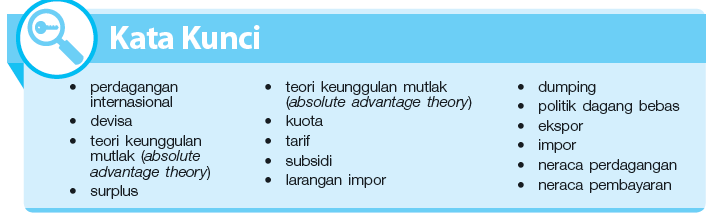 Kata Kunci
• perdagangan
internasional
• devisa
• teori keunggulan
mutlak (absolute
advantage theory)
• surplus
• teori keunggulan mutlak
(absolute advantage theory)
• kuota
• tarif
• subsidi
• larangan impor
• dumping
• politik dagang bebas
• ekspor
• impor
• neraca perdagangan
• neraca pembayaran